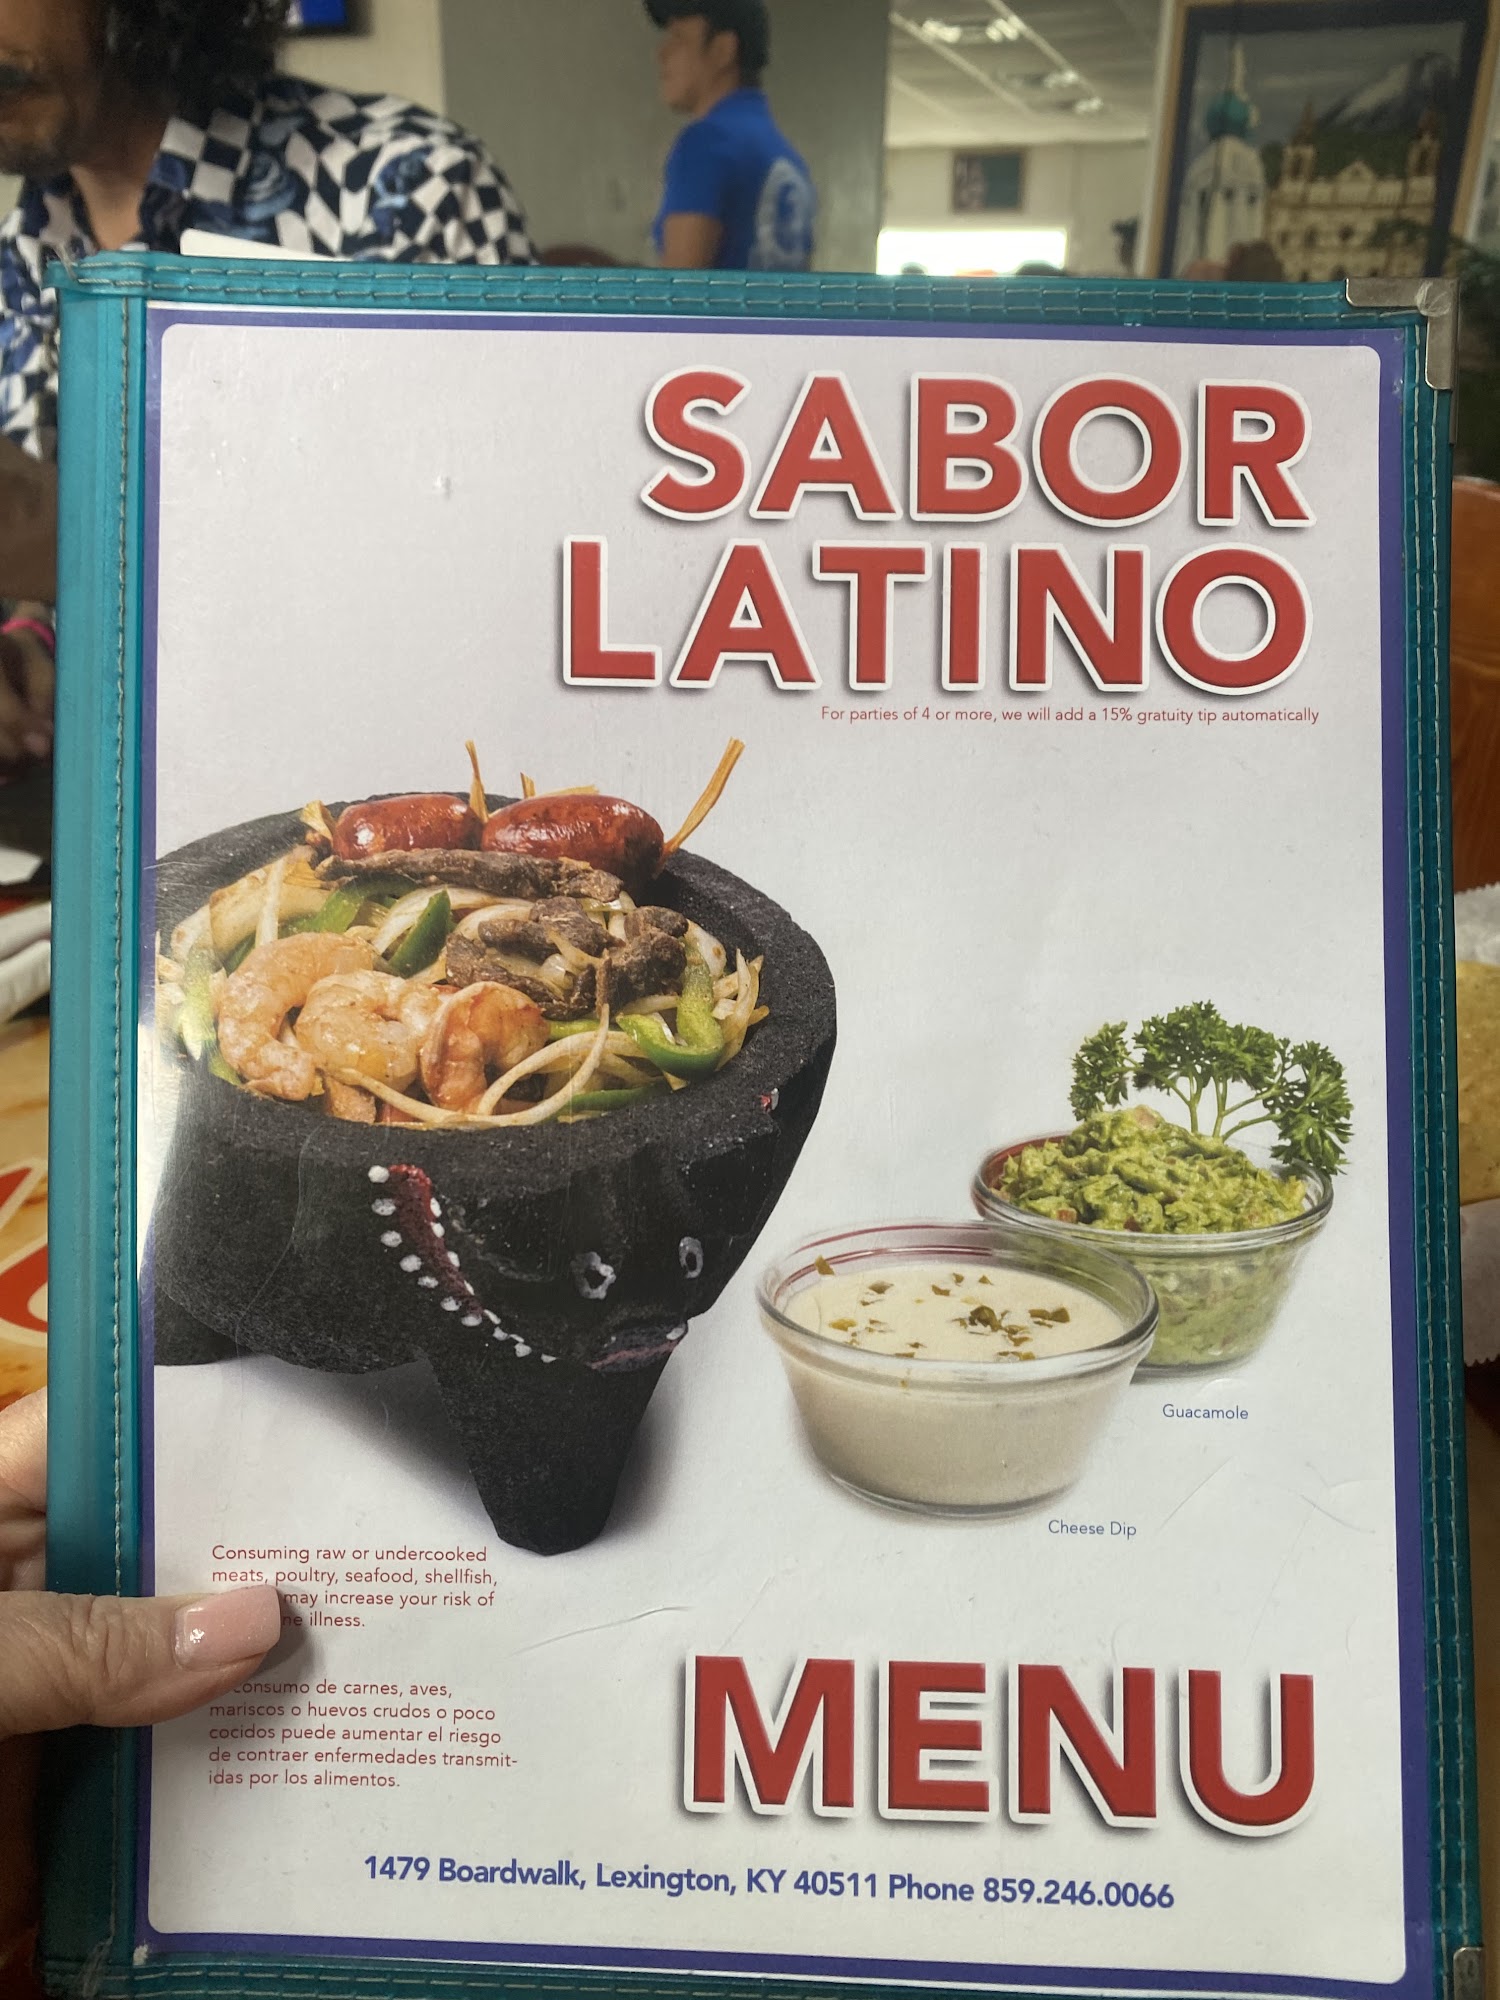 SABOR
LATINO
For parties of 4 or more, we will add a 15% gratuity tip automatically
Guacamole
Cheese Dip
Consuming raw or undercooked
meats, poultry, seafood, shellfish,
may increase your risk of
illness.
consumo de carnes, aves,
mariscos o huevos crudos o poco
cocidos puede aumentar el riesgo
de contraer enfermedades transmit-
idas por los alimentos.
MENU
1479 Boardwalk, Lexington, KY 40511 Phone 859.246.0066